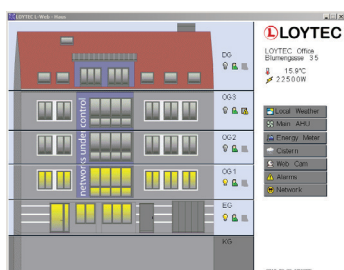 LOYTEC L-Web - Home
LOYTEC
LOYTEC Office
Blumengasse 35
15.9°C
22500W
DG
OG3
OG2
OG1
EG
KG
networks under control
Local Weather
Main AHU
Energy Meter
Cistern
Web Cam
Alarms
Network